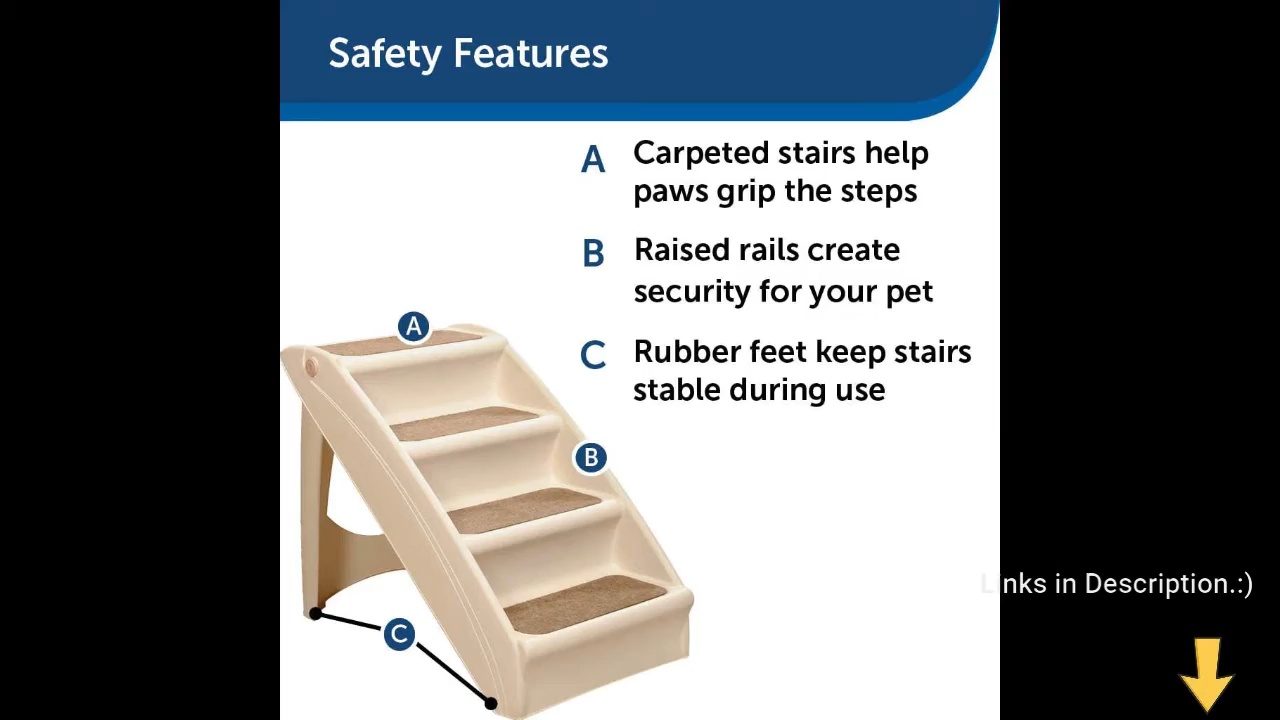 Safety Features
A Carpeted stairs help
paws grip the steps
B Raised rails create
security for your pet
C Rubber feet keep stairs
stable during use
A
B
C
Links in Description.:)